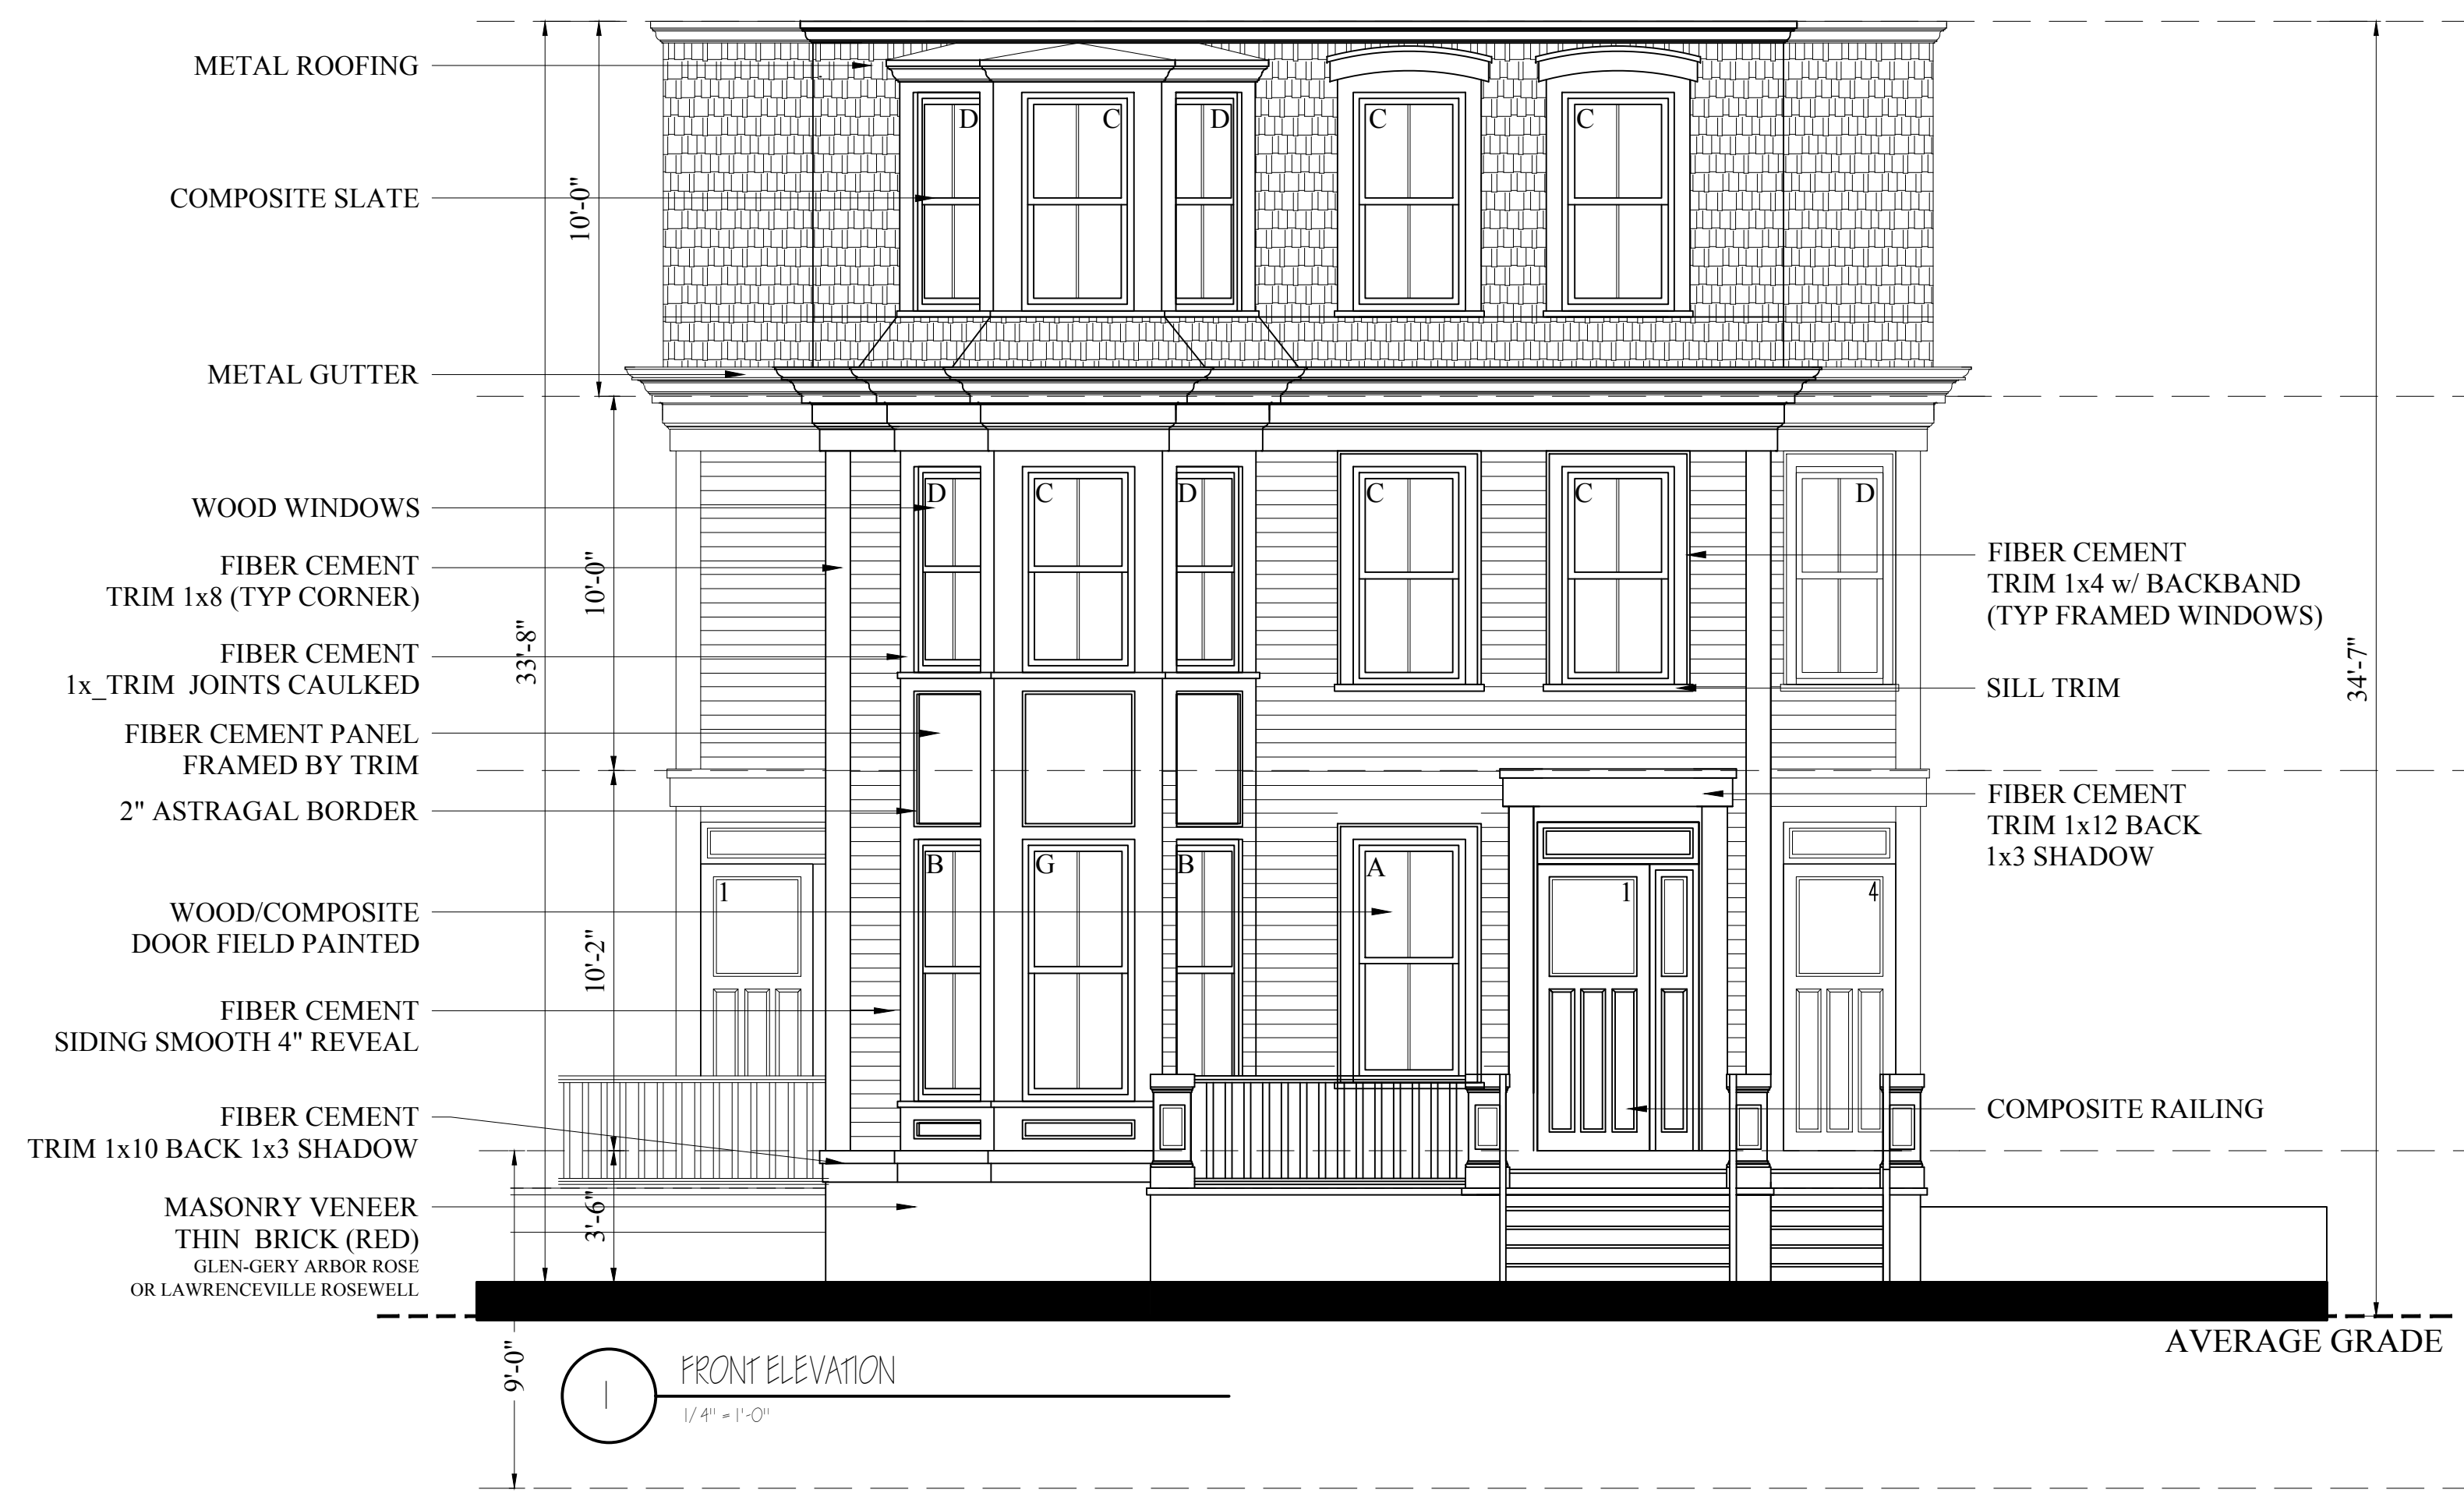 METAL ROOFING
COMPOSITE SLATE
METAL GUTTER
WOOD WINDOWS
FIBER CEMENT
TRIM 1x8 (TYP CORNER)
FIBER CEMENT
1x_TRIM JOINTS CAULKED
FIBER CEMENT PANEL
FRAMED BY TRIM
2" ASTRAGAL BORDER
WOOD/COMPOSITE
DOOR FIELD PAINTED
FIBER CEMENT
SIDING SMOOTH 4" REVEAL
FIBER CEMENT
TRIM 1x10 BACK 1x3 SHADOW
MASONRY VENEER
THIN BRICK (RED)
GLEN-GERY ARBOR ROSE
OR LAWRENCEVILLE ROSEWELL
33'-8"
10'-0"
10'-0"
10'-2"
3'-6"
9'-0"
D C D C C
D C D C C D
B G B A
1 1 4
FIBER CEMENT
TRIM 1x4 w/ BACKBAND
(TYP FRAMED WINDOWS)
SILL TRIM
FIBER CEMENT
TRIM 1x12 BACK
1x3 SHADOW
COMPOSITE RAILING
34'-7"
AVERAGE GRADE
1
FRONT ELEVATION
1/4" = 1'-0"